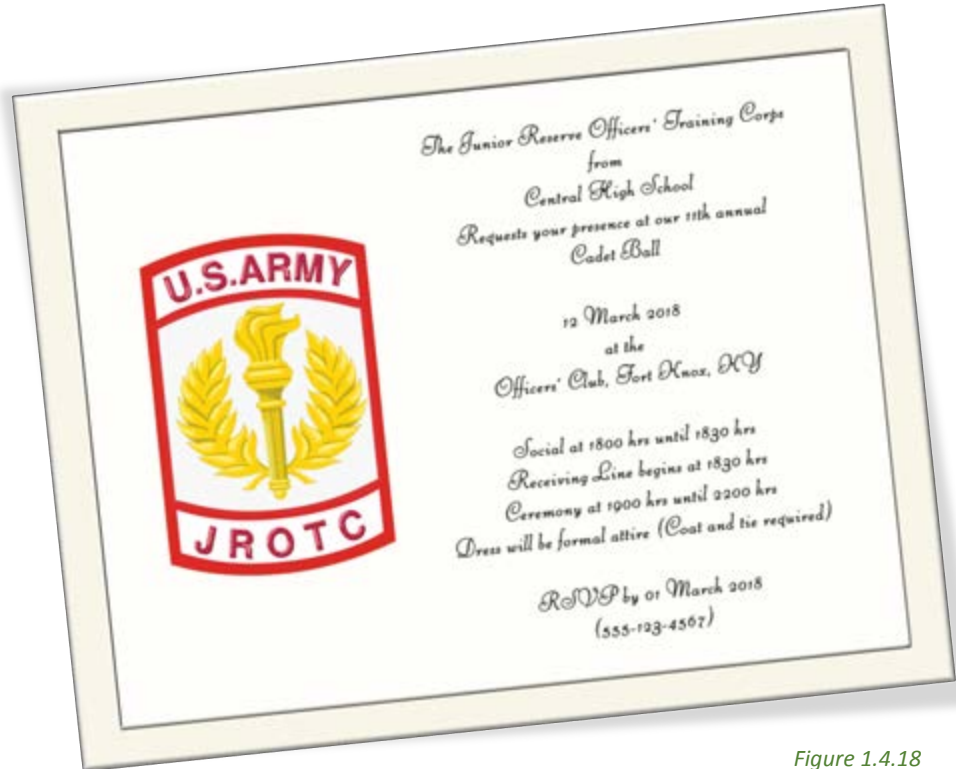 U.S.ARMY
JROTC
The Junior Reserve Officers' Training Corps
from
Central High School
Requests your presence at our 11th annual
Cadet Ball
12 March 2018
at the
Officers' Club, Fort Knox, KY
Social at 1800 hrs until 1830 hrs
Receiving Line begins at 1830 hrs
Ceremony at 1900 hrs until 2200 hrs
Dress will be formal attire (Coat and tie required)
RSVP by 01 March 2018
(555-123-4567)
Figure 1.4.18